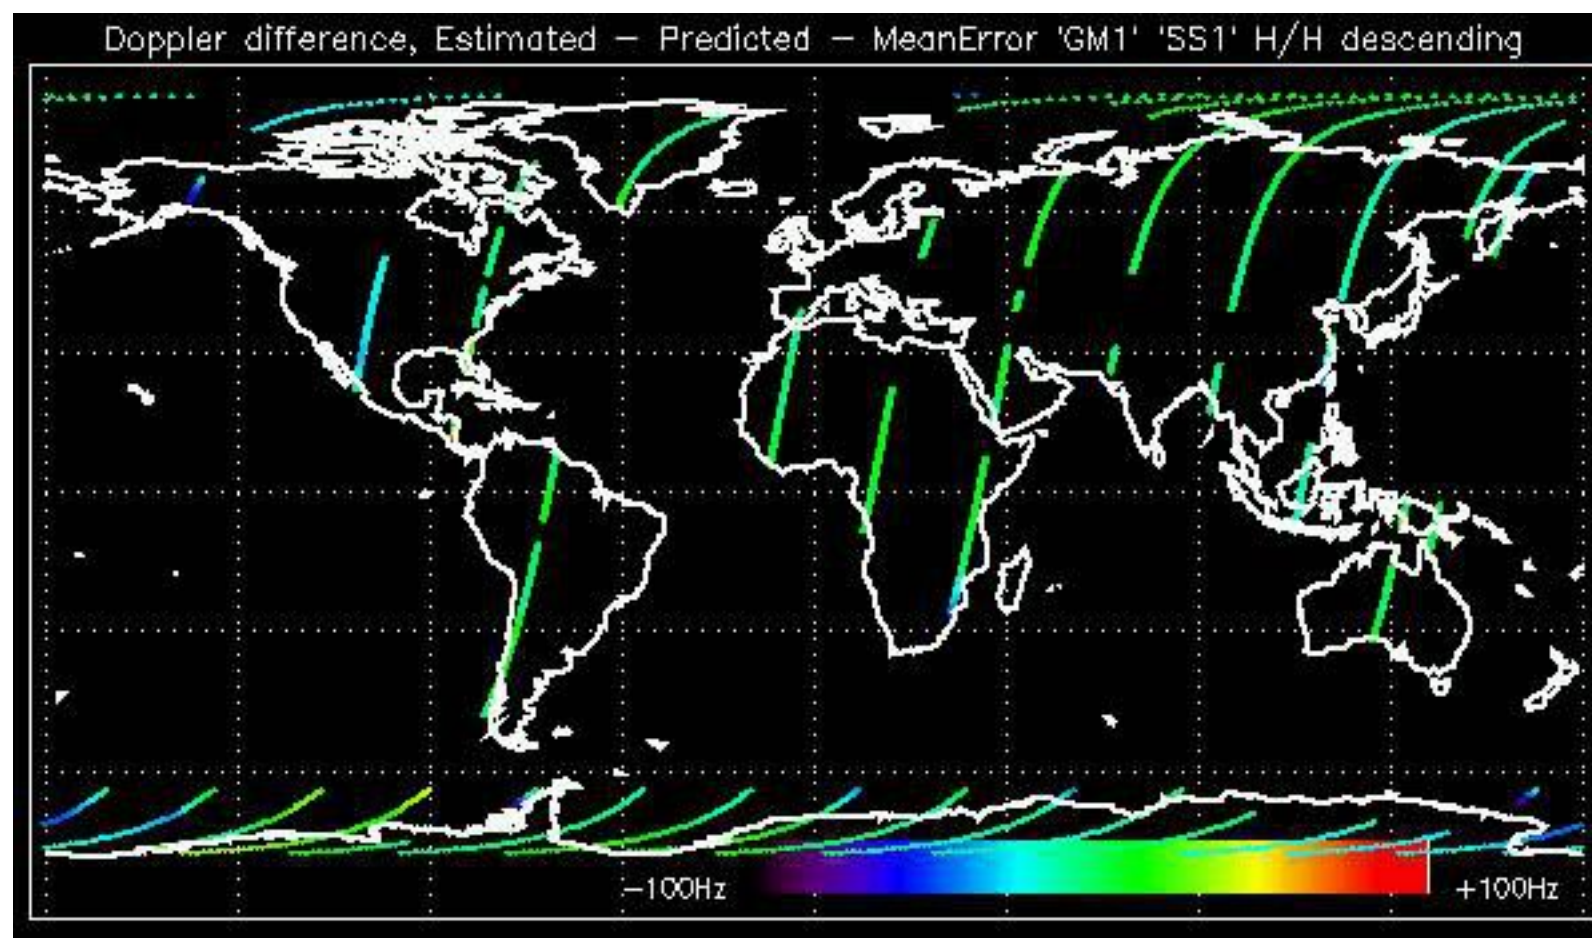 Doppler difference, Estimated – Predicted – MeanError 'GM1' 'SS1' H/H descending
–100Hz +100Hz